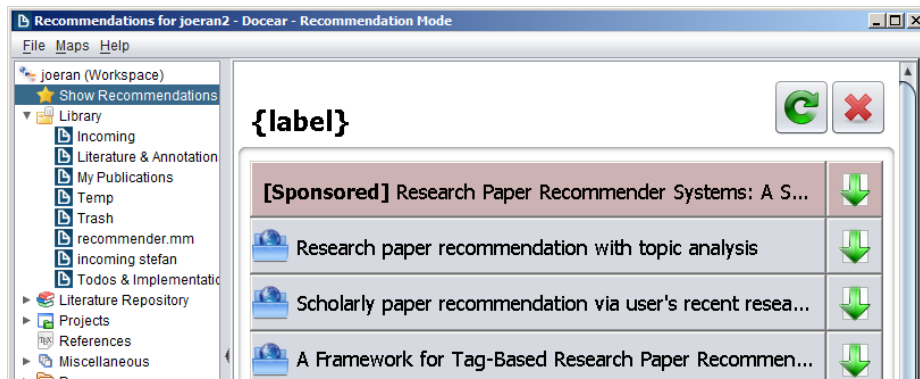 Recommendations for joeran2 - Docear - Recommendation Mode
File Maps Help
joeran (Workspace)
Show Recommendations
Library
Incoming
Literature & Annotation
My Publications
Temp
Trash
recommender.mm
incoming stefan
Todos & Implementatio
Literature Repository
Projects
References
Miscellaneous
{label}
[Sponsored] Research Paper Recommender Systems: A S...
Research paper recommendation with topic analysis
Scholarly paper recommendation via user's recent resea...
A Framework for Tag-Based Research Paper Recommen...